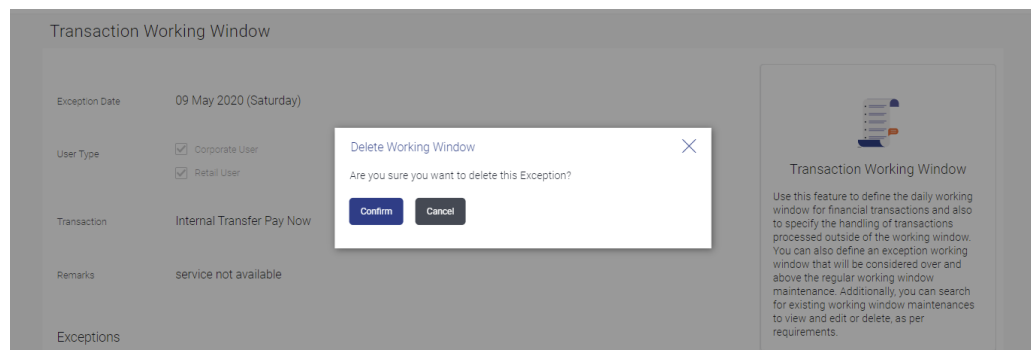 Transaction Working Window
Exception Date 09 May 2020 (Saturday)
User Type Corporate User
Retail User
Transaction Internal Transfer Pay Now
Remarks service not available
Exceptions
Delete Working Window
Are you sure you want to delete this Exception?
Confirm Cancel
Transaction Working Window
Use this feature to define the daily working
window for financial transactions and also
to specify the handling of transactions
processed outside of the working window.
You can also define an exception working
window that will be considered over and
above the regular working window
maintenance. Additionally, you can search
for existing working window maintenances
to view and edit or delete, as per
requirements.